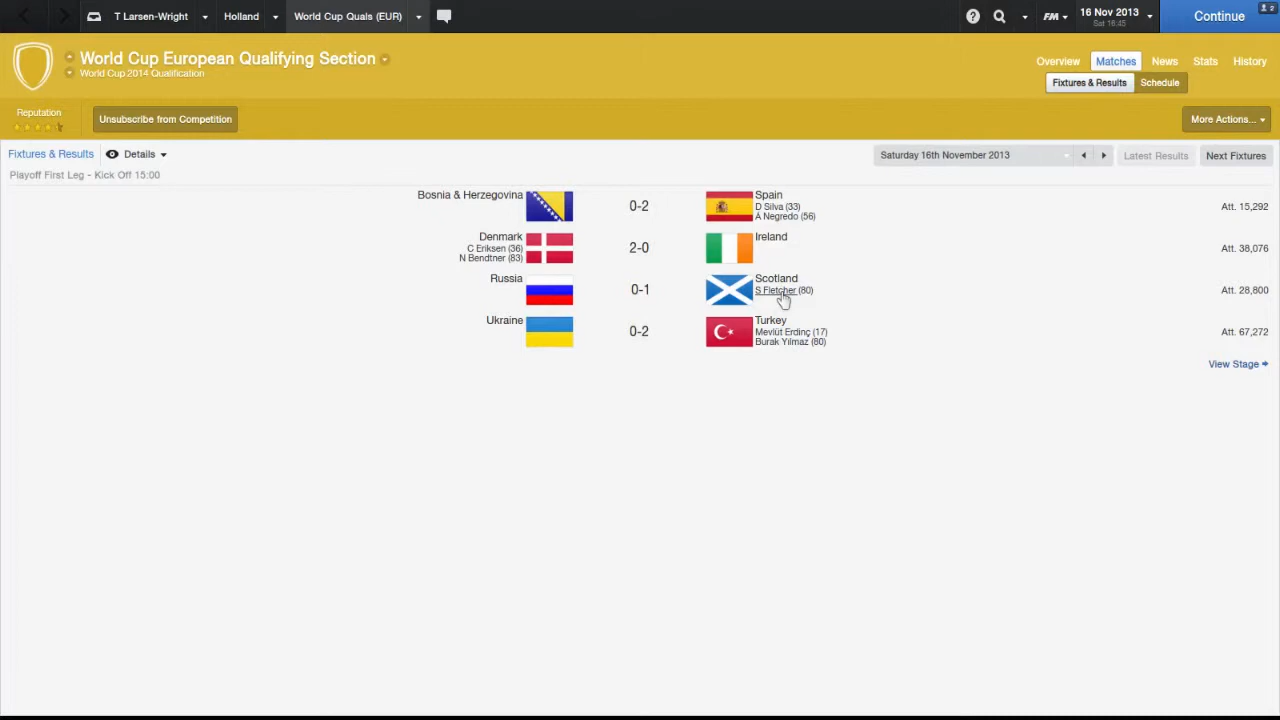 T Larsen-Wright Holland World Cup Quals (EUR) FM 16 Nov 2013 Sat 16:45 Continue 2
World Cup European Qualifying Section
World Cup 2014 Qualification
Overview Matches News Stats History
Fixtures & Results Schedule
Reputation
Unsubscribe from Competition
More Actions...
Fixtures & Results Details Saturday 16th November 2013 Latest Results Next Fixtures
Playoff First Leg - Kick Off 15:00
Bosnia & Herzegovina 0-2 Spain Att. 15,292
D Silva (33)
Á Negredo (56)
Denmark 2-0 Ireland Att. 38,076
C Eriksen (36)
N Bendtner (83)
Russia 0-1 Scotland Att. 28,800
S Fletcher (80)
Ukraine 0-2 Turkey Att. 67,272
Mevlüt Erdinç (17)
Burak Yılmaz (80)
View Stage